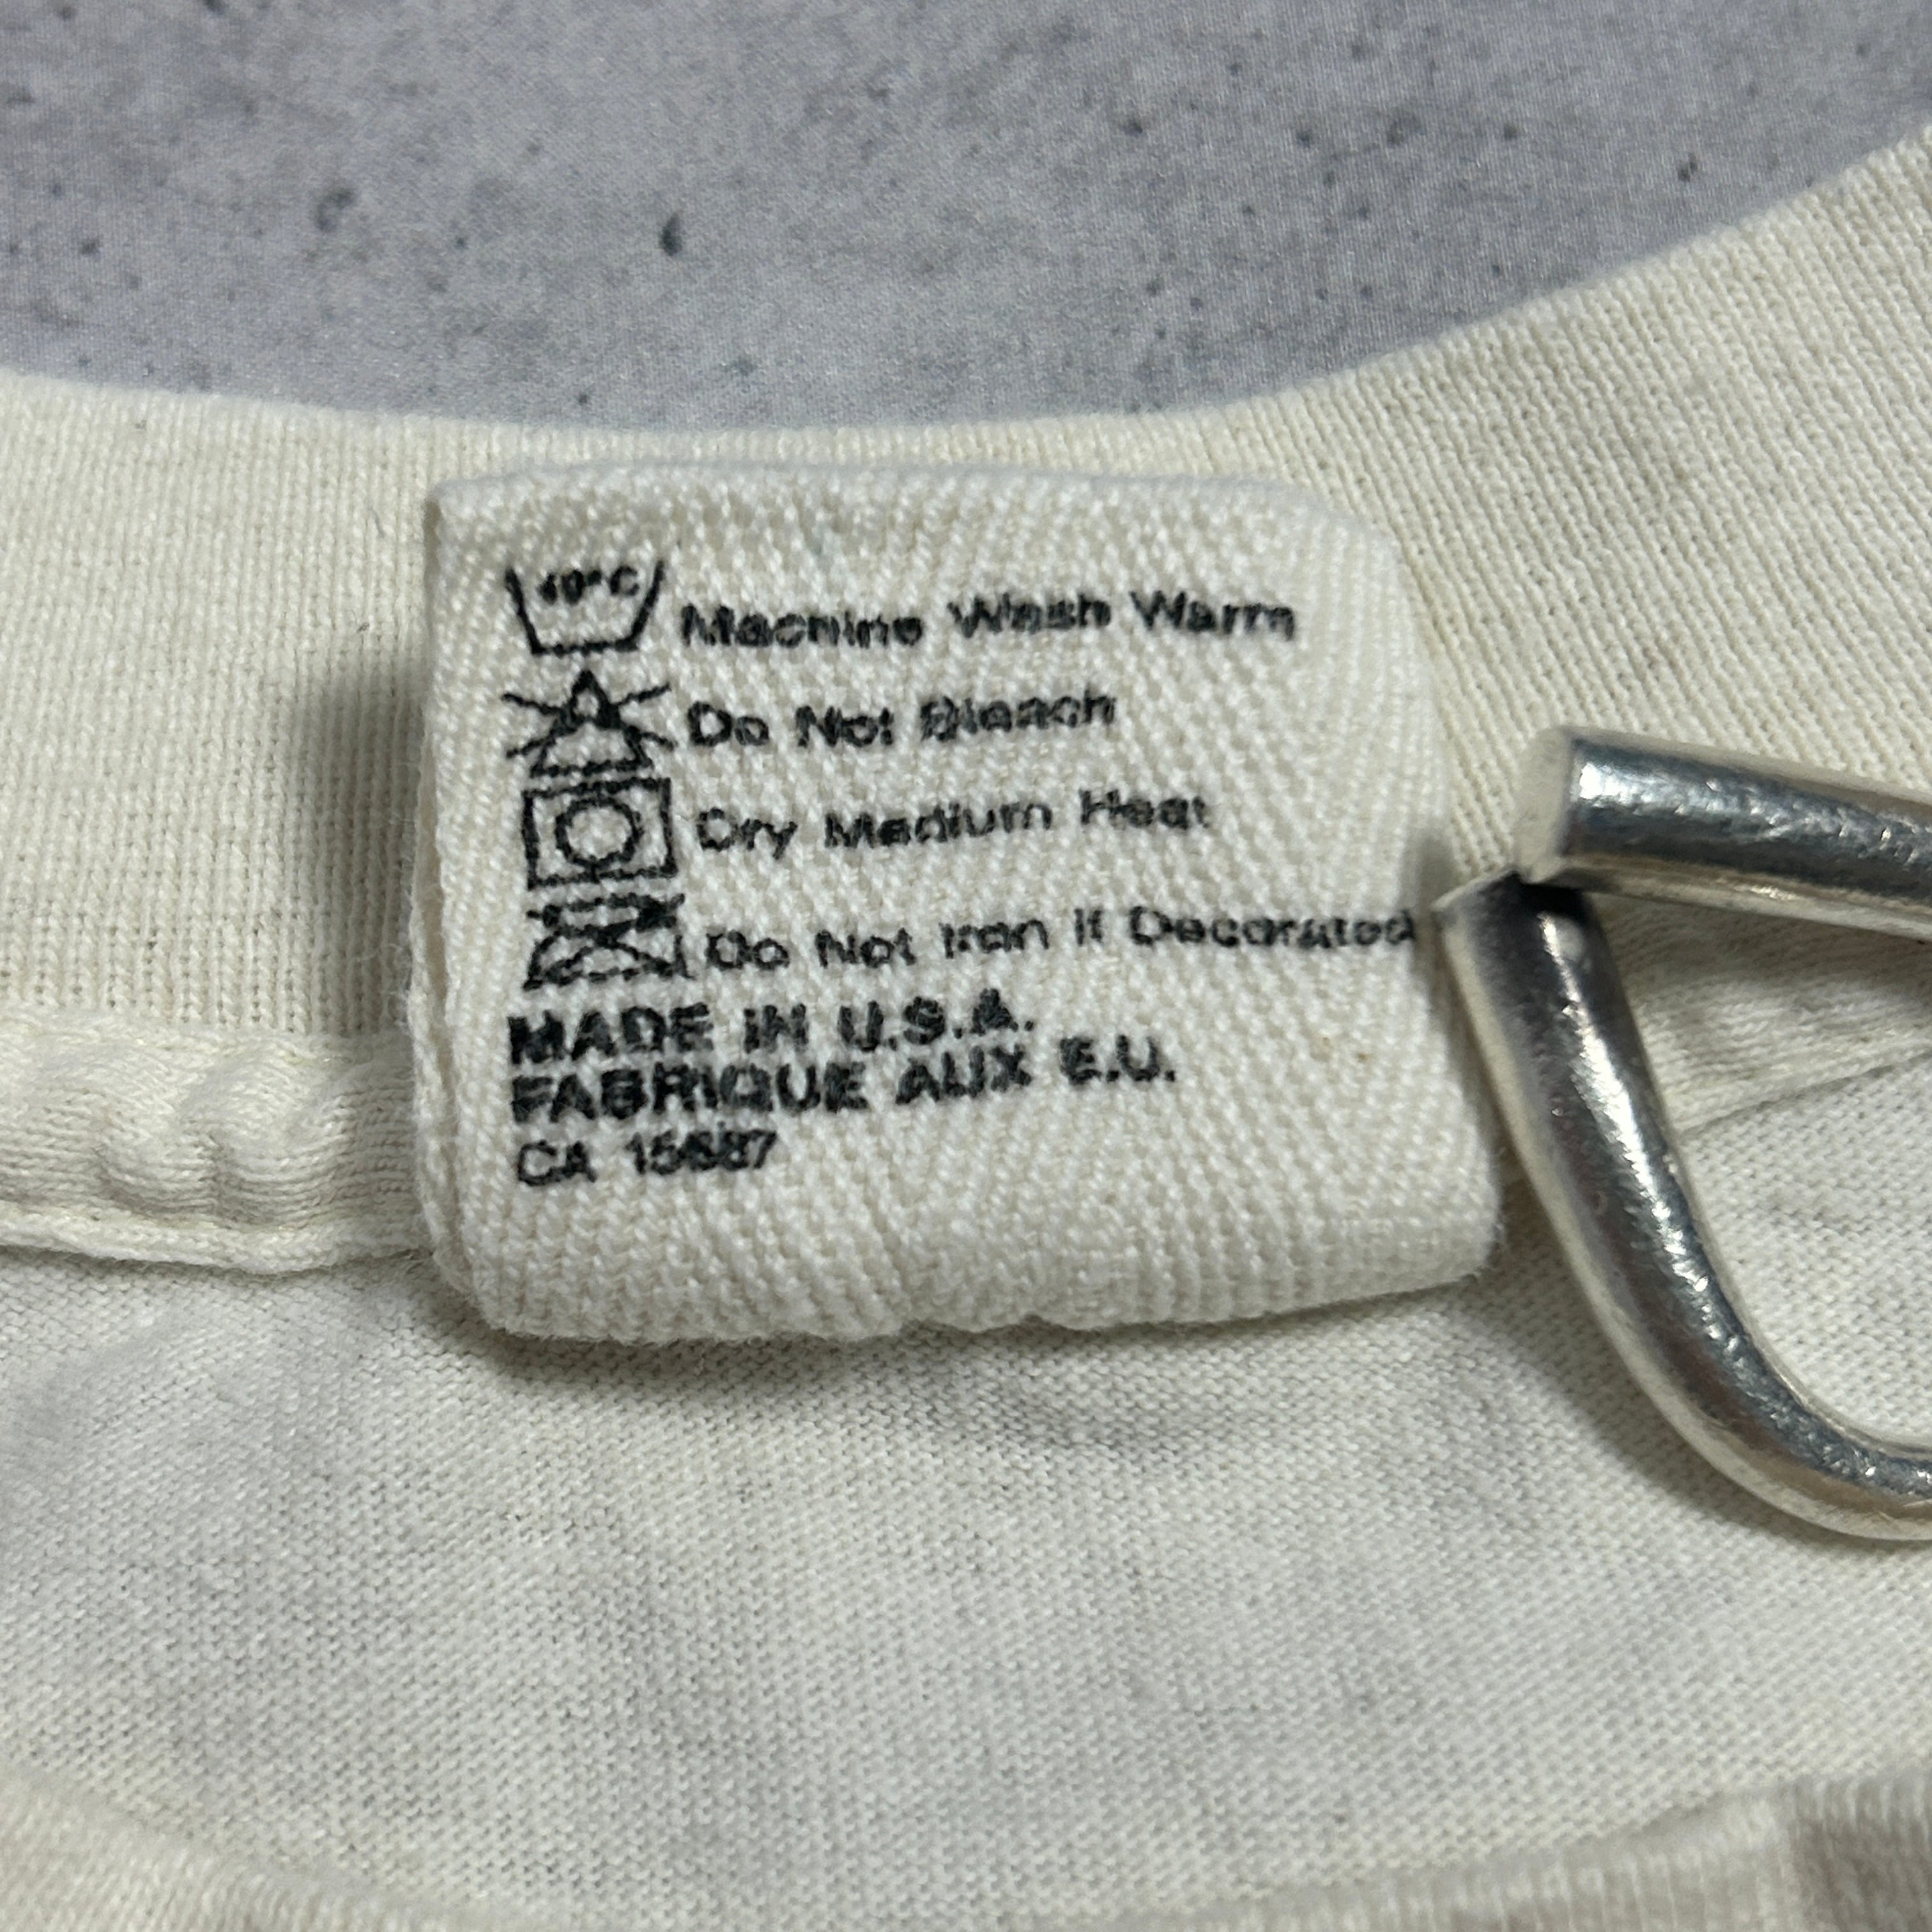 40°C
Machine Wash Warm
Do Not Bleach
Dry Medium Heat
Do Not Iron If Decorated
MADE IN U.S.A.
FABRIQUE AUX E.U.
CA 15687